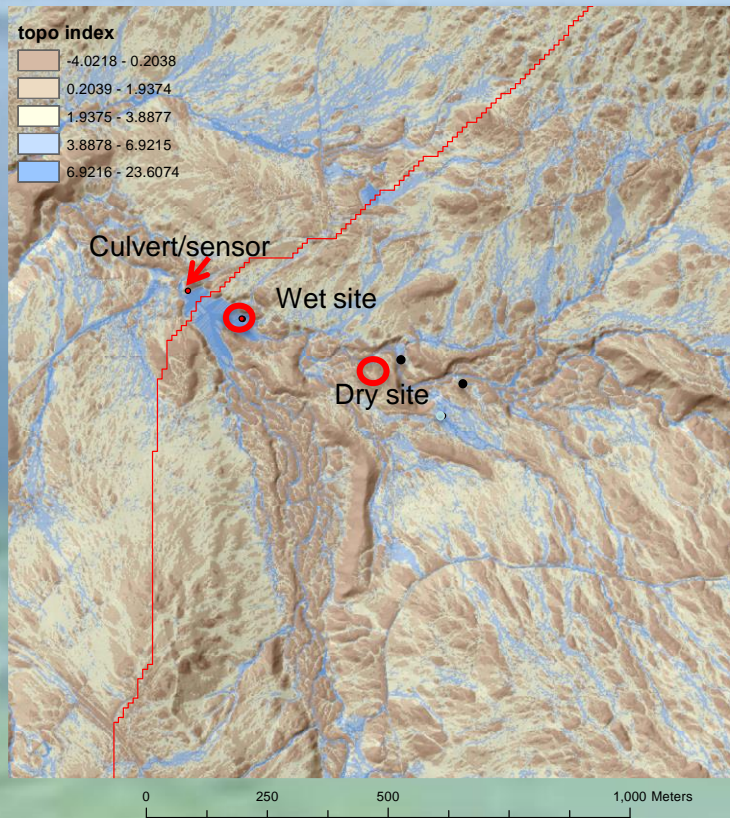 topo index
-4.0218 - 0.2038
0.2039 - 1.9374
1.9375 - 3.8877
3.8878 - 6.9215
6.9216 - 23.6074
Culvert/sensor
Wet site
Dry site
0 250 500 1,000 Meters